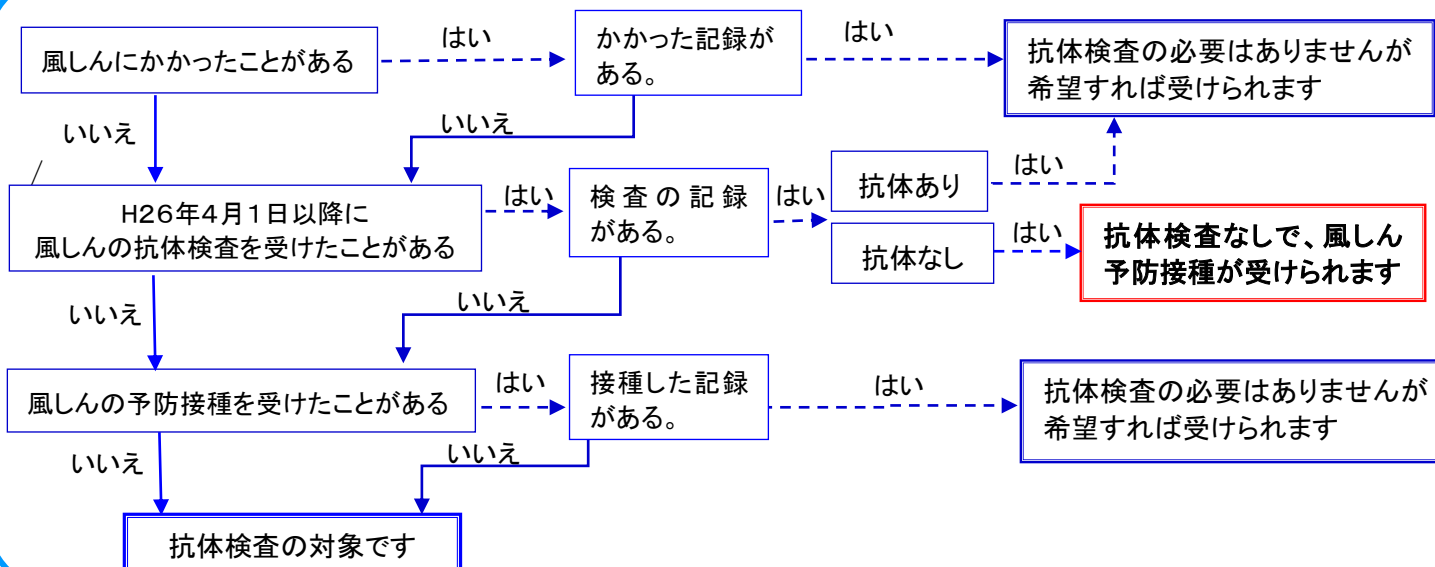 風しんにかかったことがある
はい
かかった記録が
ある。
はい
抗体検査の必要はありませんが
希望すれば受けられます
いいえ
いいえ
H26年4月1日以降に
風しんの抗体検査を受けたことがある
はい
検査の記録
がある。
はい
抗体あり
はい
抗体なし
はい
抗体検査なしで、風しん
予防接種が受けられます
いいえ
いいえ
風しんの予防接種を受けたことがある
はい
接種した記録
がある。
はい
抗体検査の必要はありませんが
希望すれば受けられます
いいえ
いいえ
抗体検査の対象です